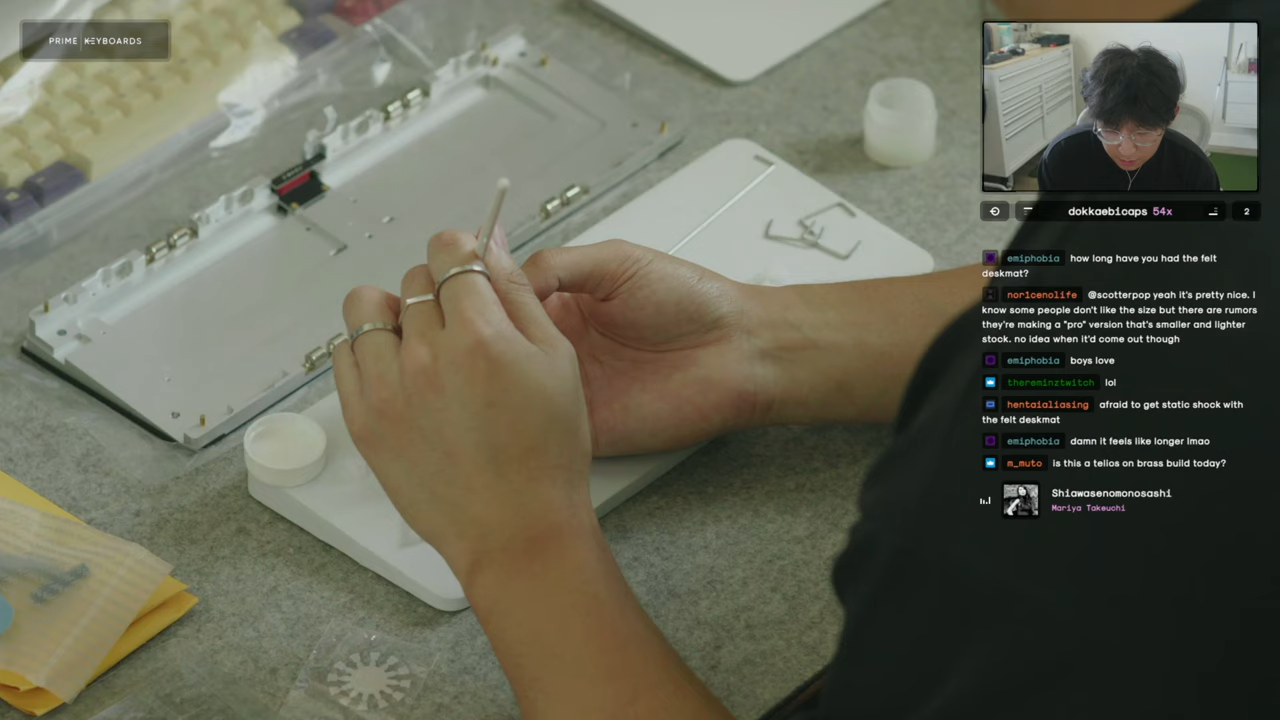 PRIME | KEYBOARDS
dokkaebicaps 54x
2
emiphobia how long have you had the felt
deskmat?
nor1cenolife @scotterpop yeah it's pretty nice. I
know some people don't like the size but there are rumors
they're making a "pro" version that's smaller and lighter
stock. no idea when it'd come out though
emiphobia boys love
thereminztwitch lol
hentaialiasing afraid to get static shock with
the felt deskmat
emiphobia damn it feels like longer lmao
m_muto is this a telios on brass build today?
Shiawasenomonosashi
Mariya Takeuchi